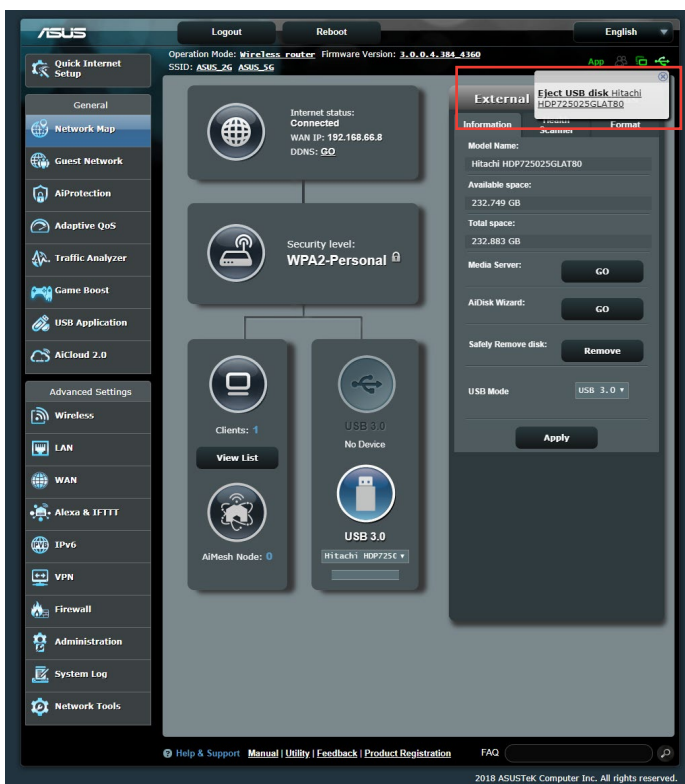 ASUS
Logout
Reboot
English
Quick Internet
Setup
Operation Mode: Wireless router Firmware Version: 3.0.0.4.384_4360
SSID: ASUS_2G ASUS_5G
App
General
Network Map
Guest Network
AiProtection
Adaptive QoS
Traffic Analyzer
Game Boost
USB Application
AiCloud 2.0
Advanced Settings
Wireless
LAN
WAN
Alexa & IFTTT
IPv6
VPN
Firewall
Administration
System Log
Network Tools
Internet status:
Connected
WAN IP: 192.168.66.8
DDNS: GO
Security level:
WPA2-Personal
Clients: 1
View List
AiMesh Node: 0
USB 3.0
No Device
USB 3.0
Hitachi HDP725
Eject USB disk Hitachi
HDP725025GLAT80
External
Information
Health
Scanner
Format
Model Name:
Hitachi HDP725025GLAT80
Available space:
232.749 GB
Total space:
232.883 GB
Media Server:
GO
AiDisk Wizard:
GO
Safely Remove disk:
Remove
USB Mode
USB 3.0
Apply
Help & Support Manual | Utility | Feedback | Product Registration
FAQ
2018 ASUSTeK Computer Inc. All rights reserved.